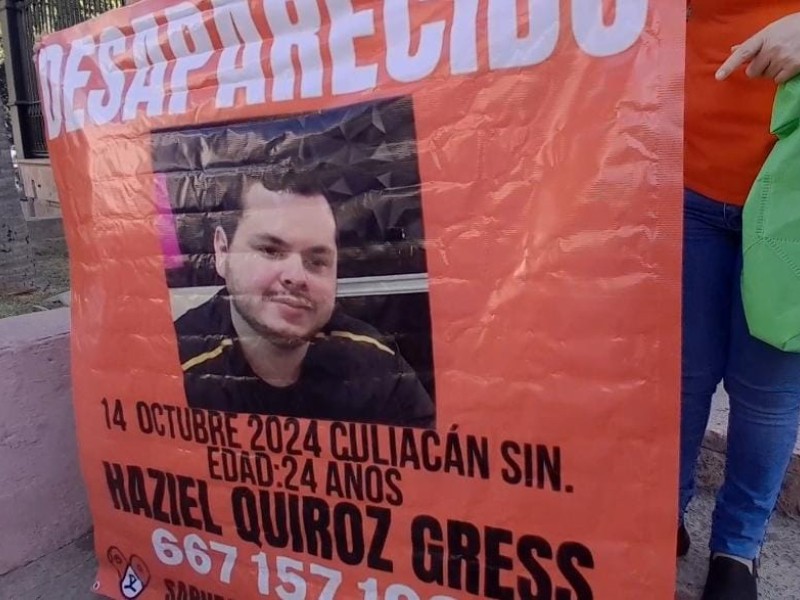 DESAPARECIDO
14 OCTUBRE 2024 CULIACÁN SIN.
EDAD:24 AÑOS
HAZIEL QUIROZ GRESS
667 157